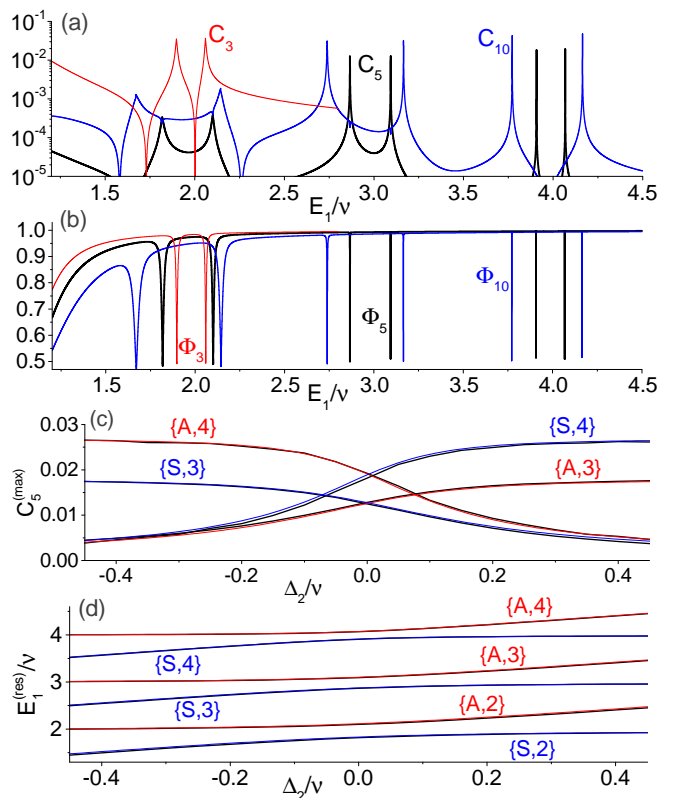 (a)
10⁻¹
10⁻²
10⁻³
10⁻⁴
10⁻⁵
C₃
C₅
C₁₀
1.5 2.0 2.5 3.0 3.5 4.0 4.5
E₁/ν
(b)
1.0
0.9
0.8
0.7
0.6
0.5
Φ₃
Φ₅
Φ₁₀
1.5 2.0 2.5 3.0 3.5 4.0 4.5
E₁/ν
(c)
C₅⁽ᵐᵃˣ⁾
0.03
0.02
0.01
0.00
{A,4} {S,4}
{S,3} {A,3}
-0.4 -0.2 0.0 0.2 0.4
Δ₂/ν
(d)
E₁⁽ʳᵉˢ⁾/ν
4
3
2
{A,4}
{S,4} {A,3}
{S,3} {A,2}
{S,2}
-0.4 -0.2 0.0 0.2 0.4
Δ₂/ν